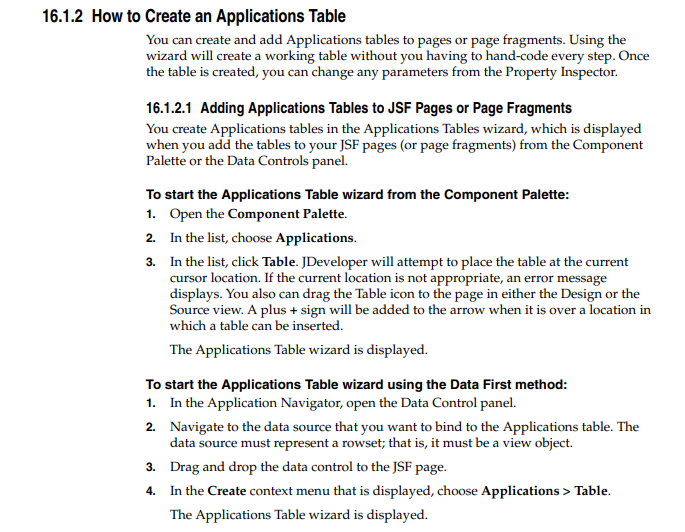 16.1.2 How to Create an Applications Table
You can create and add Applications tables to pages or page fragments. Using the
wizard will create a working table without you having to hand-code every step. Once
the table is created, you can change any parameters from the Property Inspector.
16.1.2.1 Adding Applications Tables to JSF Pages or Page Fragments
You create Applications tables in the Applications Tables wizard, which is displayed
when you add the tables to your JSF pages (or page fragments) from the Component
Palette or the Data Controls panel.
To start the Applications Table wizard from the Component Palette:
1. Open the Component Palette.
2. In the list, choose Applications.
3. In the list, click Table. JDeveloper will attempt to place the table at the current
cursor location. If the current location is not appropriate, an error message
displays. You also can drag the Table icon to the page in either the Design or the
Source view. A plus + sign will be added to the arrow when it is over a location in
which a table can be inserted.
The Applications Table wizard is displayed.
To start the Applications Table wizard using the Data First method:
1. In the Application Navigator, open the Data Control panel.
2. Navigate to the data source that you want to bind to the Applications table. The
data source must represent a rowset; that is, it must be a view object.
3. Drag and drop the data control to the JSF page.
4. In the Create context menu that is displayed, choose Applications > Table.
The Applications Table wizard is displayed.